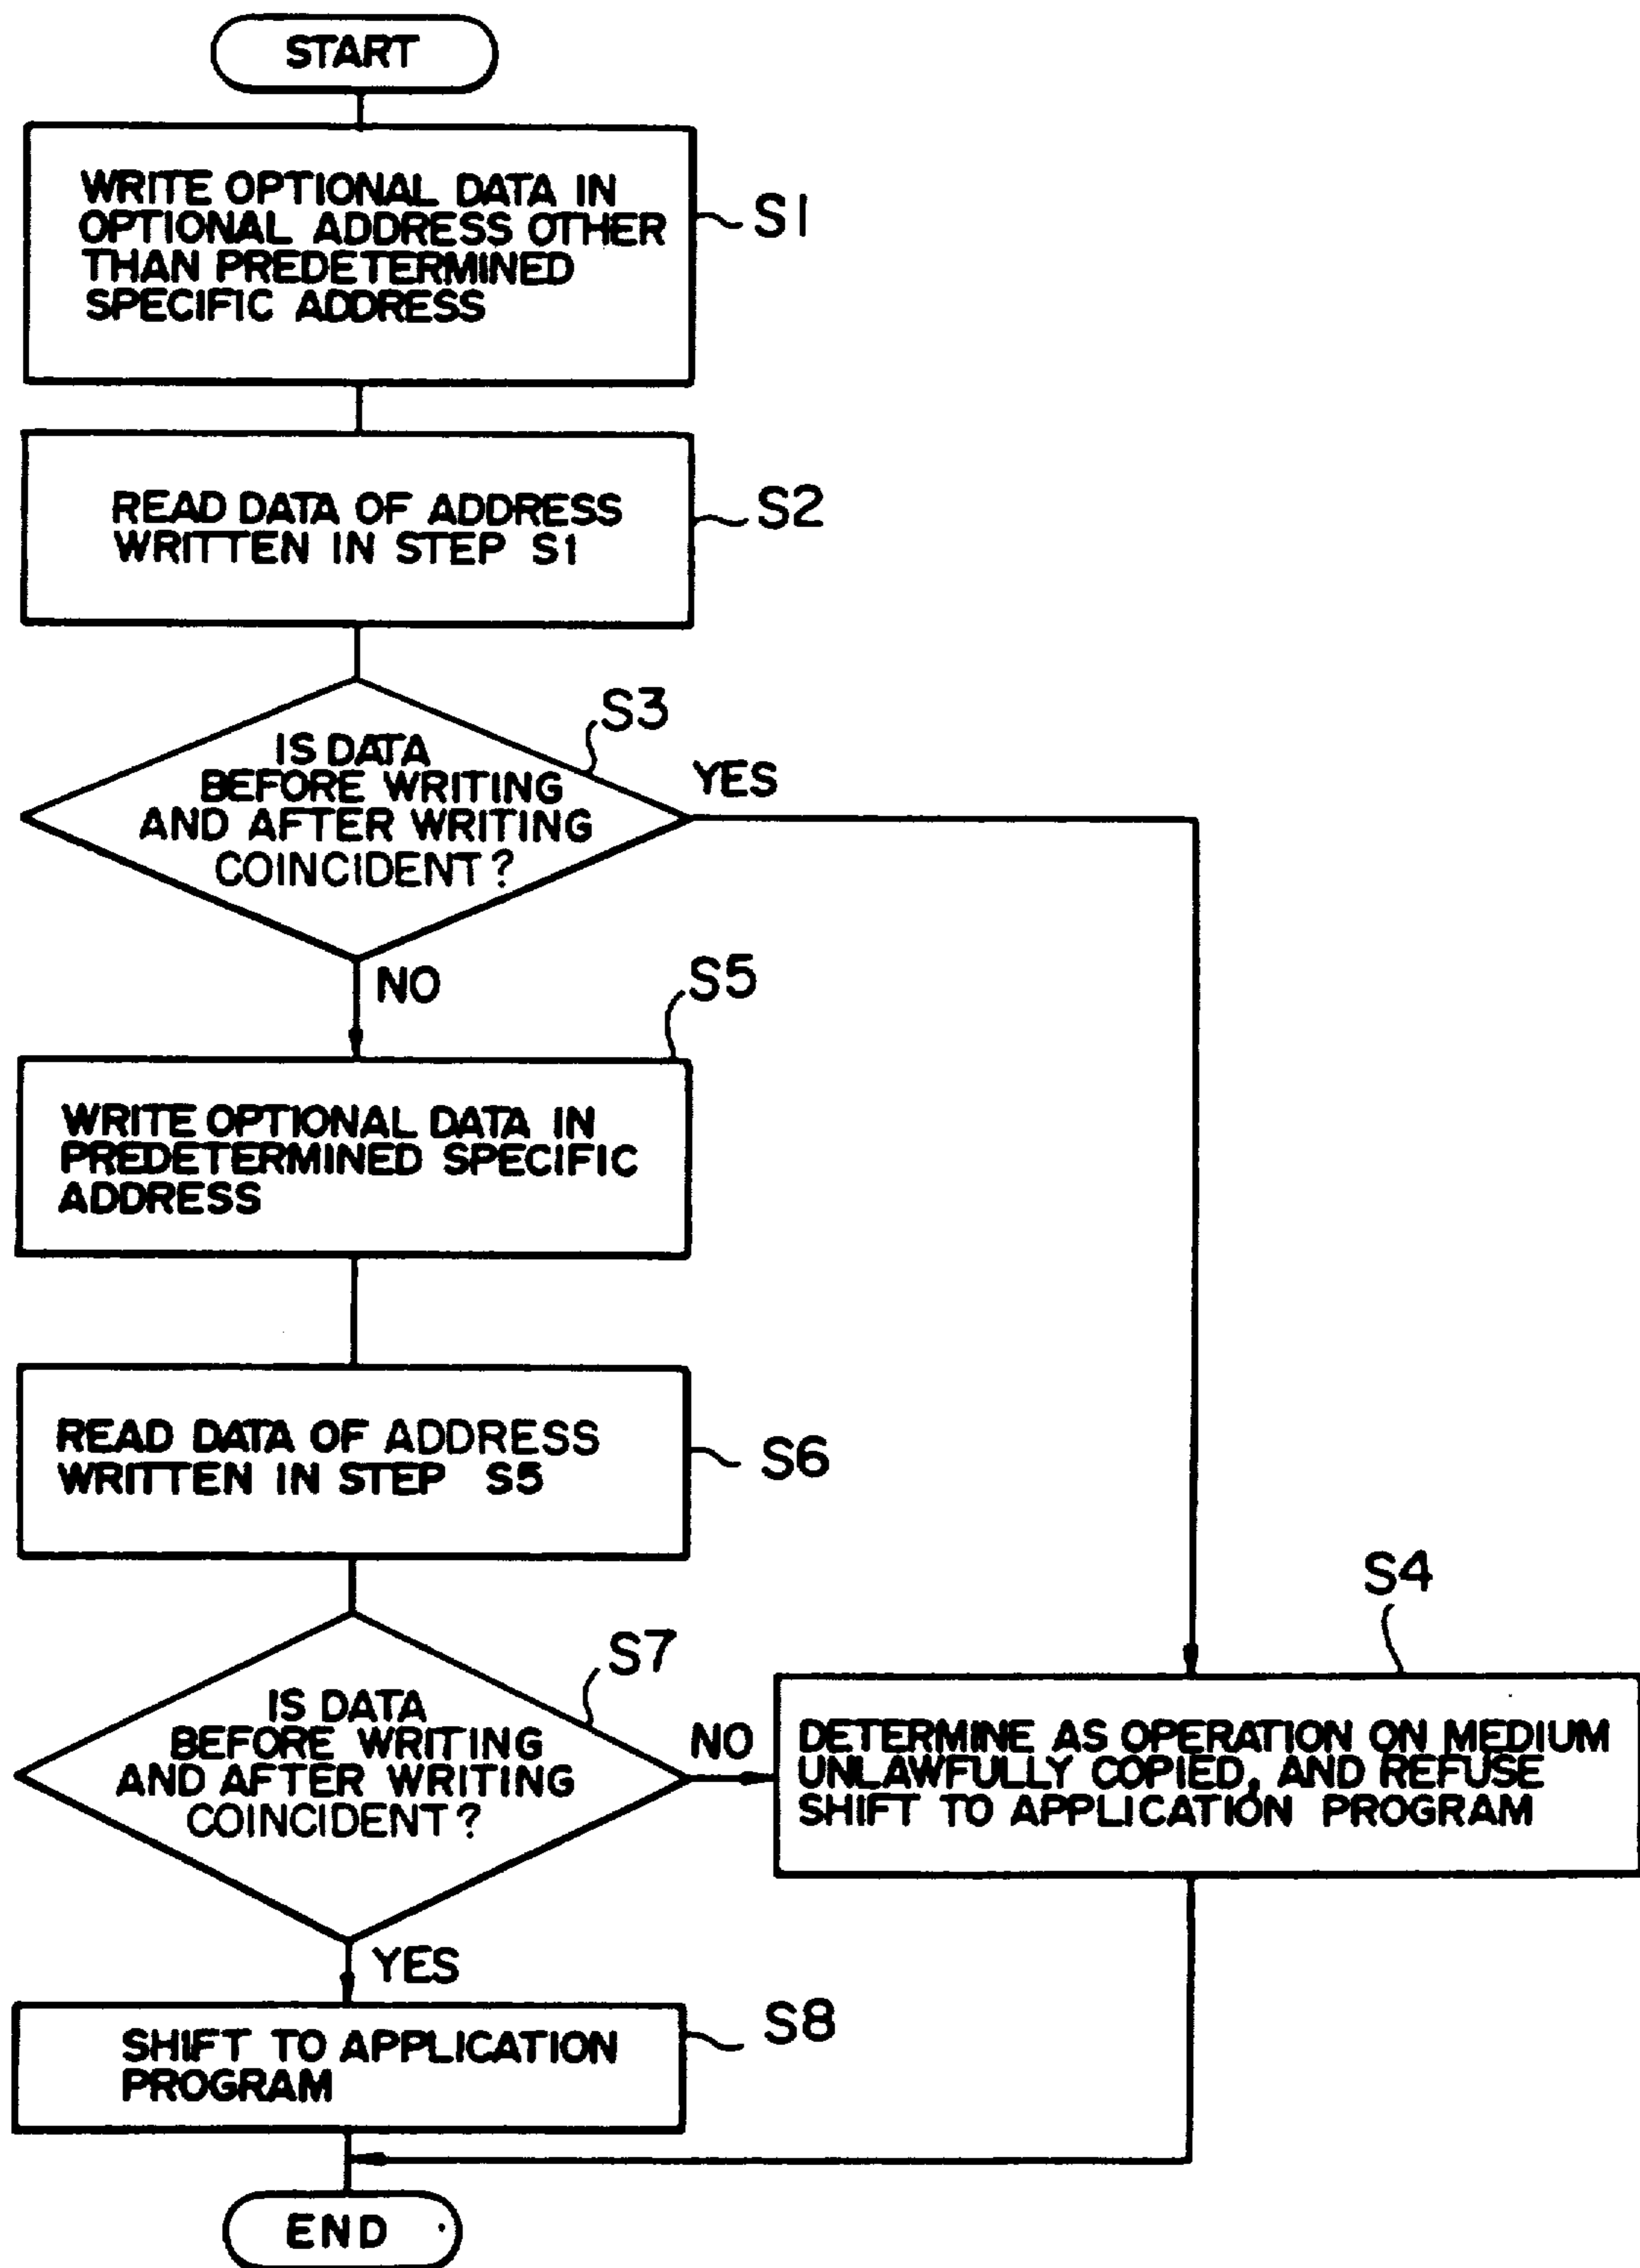 START
WRITE OPTIONAL DATA IN
OPTIONAL ADDRESS OTHER
THAN PREDETERMINED
SPECIFIC ADDRESS
S1
READ DATA OF ADDRESS
WRITTEN IN STEP S1
S2
S3
IS DATA
BEFORE WRITING
AND AFTER WRITING
COINCIDENT?
YES
NO
S5
WRITE OPTIONAL DATA IN
PREDETERMINED SPECIFIC
ADDRESS
READ DATA OF ADDRESS
WRITTEN IN STEP S5
S6
S7
IS DATA
BEFORE WRITING
AND AFTER WRITING
COINCIDENT?
NO
S4
DETERMINE AS OPERATION ON MEDIUM
UNLAWFULLY COPIED, AND REFUSE
SHIFT TO APPLICATION PROGRAM
YES
SHIFT TO APPLICATION
PROGRAM
S8
END